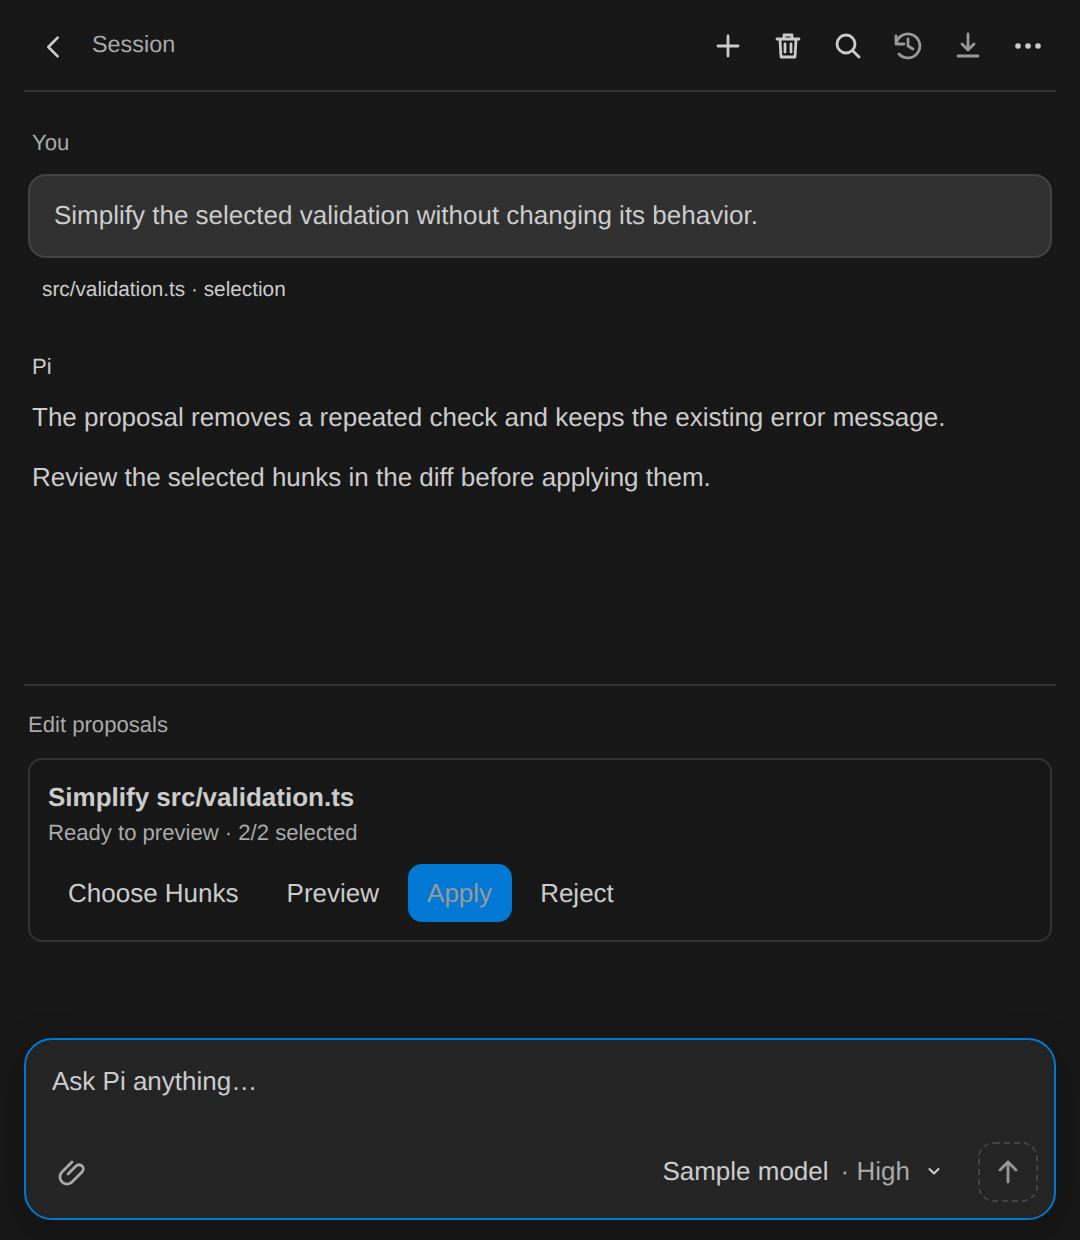 Session
You
Simplify the selected validation without changing its behavior.
src/validation.ts · selection
Pi
The proposal removes a repeated check and keeps the existing error message.
Review the selected hunks in the diff before applying them.
Edit proposals
Simplify src/validation.ts
Ready to preview · 2/2 selected
Choose Hunks Preview Apply Reject
Ask Pi anything…
Sample model · High